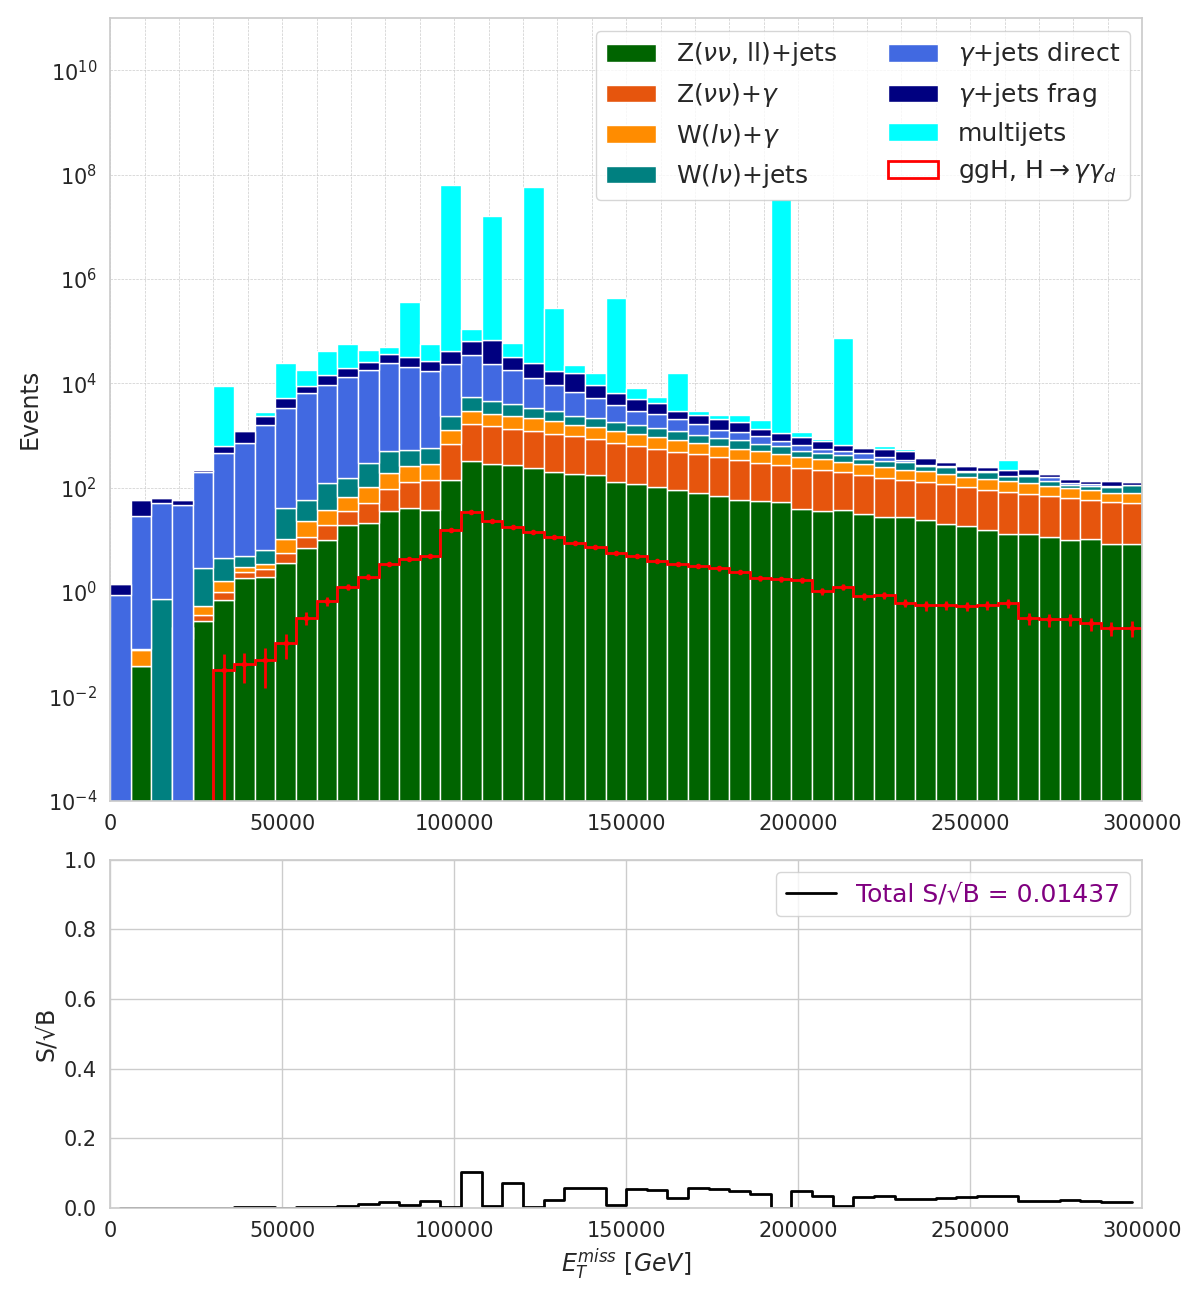 Z(νν, ll)+jets
Z(νν)+γ
W(lν)+γ
W(lν)+jets
γ+jets direct
γ+jets frag
multijets
ggH, H→γγ_d
Events
10^10
10^8
10^6
10^4
10^2
10^0
10^−2
10^−4
0 50000 100000 150000 200000 250000 300000
Total S/√B = 0.01437
S/√B
1.0
0.8
0.6
0.4
0.2
0.0
0 50000 100000 150000 200000 250000 300000
E_T^miss [GeV]